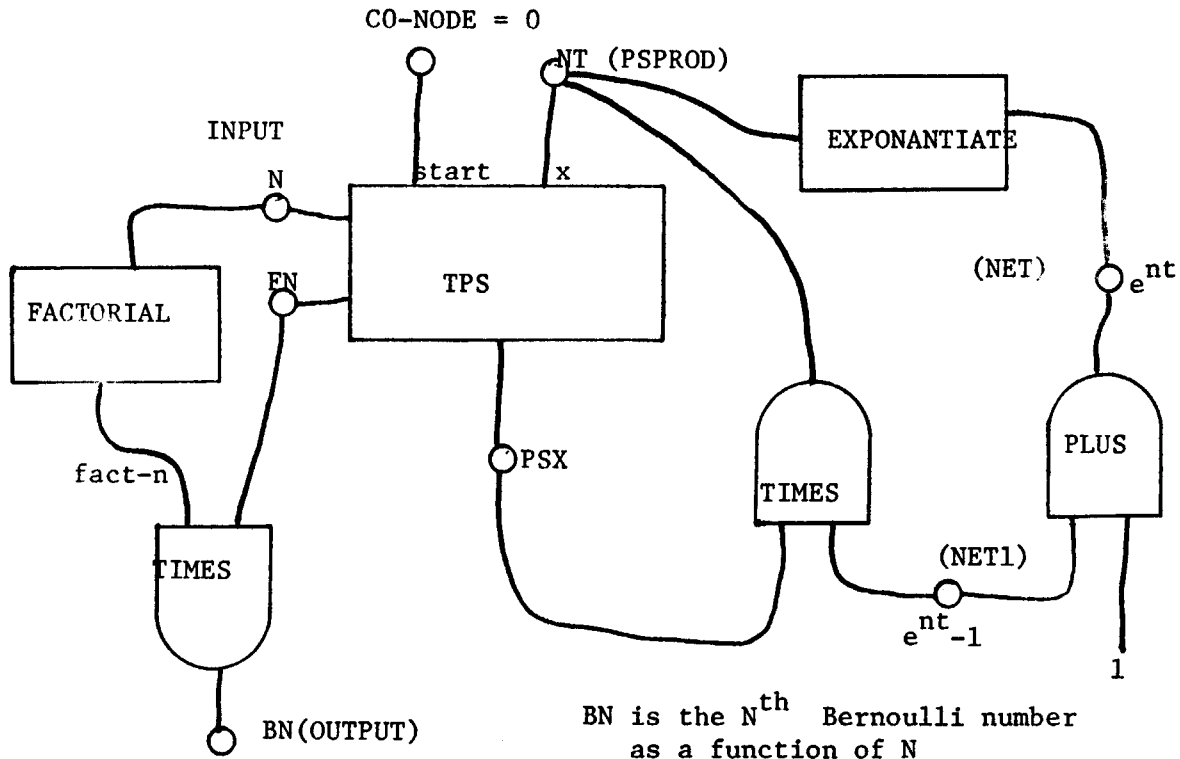 CO-NODE = 0
NT (PSPROD)
INPUT
EXPONANTIATE
start
x
N
FN
TPS
(NET)
e^nt
FACTORIAL
PLUS
PSX
fact-n
TIMES
TIMES
(NET1)
e^nt-1
1
BN is the N^th Bernoulli number
as a function of N
BN(OUTPUT)